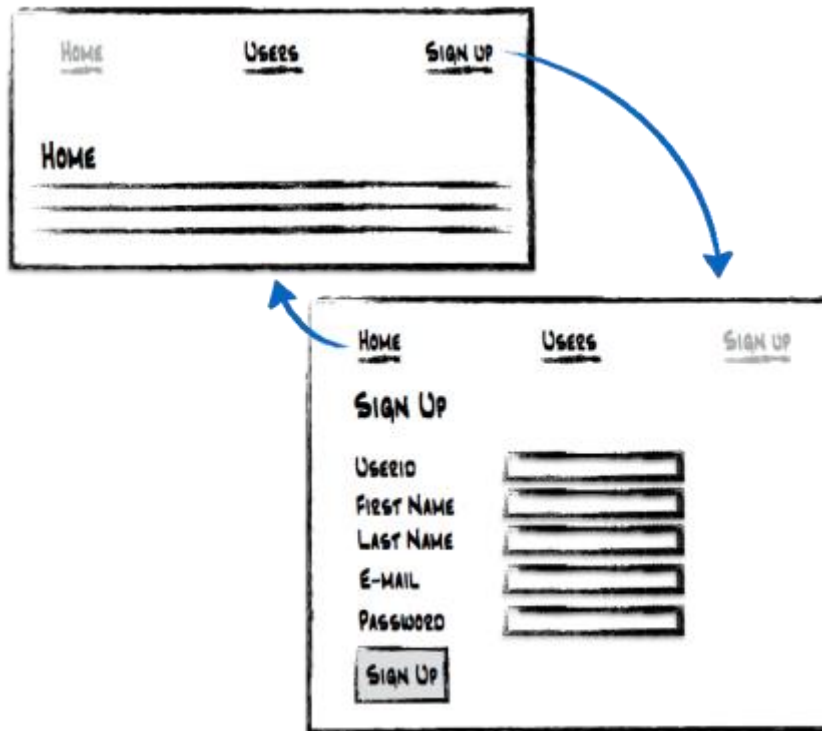 Home Users Sign up
Home
Home Users Sign up
Sign Up
UserID
First Name
Last Name
E-mail
Password
Sign Up